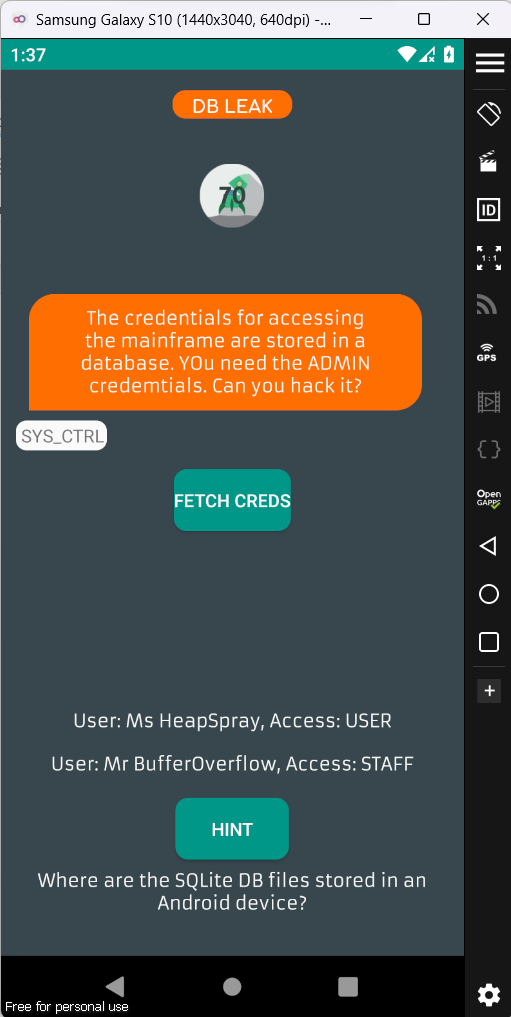 Samsung Galaxy S10 (1440x3040, 640dpi) -...
1:37
DB LEAK
70
The credentials for accessing
the mainframe are stored in a
database. YOu need the ADMIN
credemtials. Can you hack it?
SYS_CTRL
FETCH CREDS
User: Ms HeapSpray, Access: USER
User: Mr BufferOverflow, Access: STAFF
HINT
Where are the SQLite DB files stored in an
Android device?
Free for personal use
ID
1:1
GPS
{}
Open
GAPPS